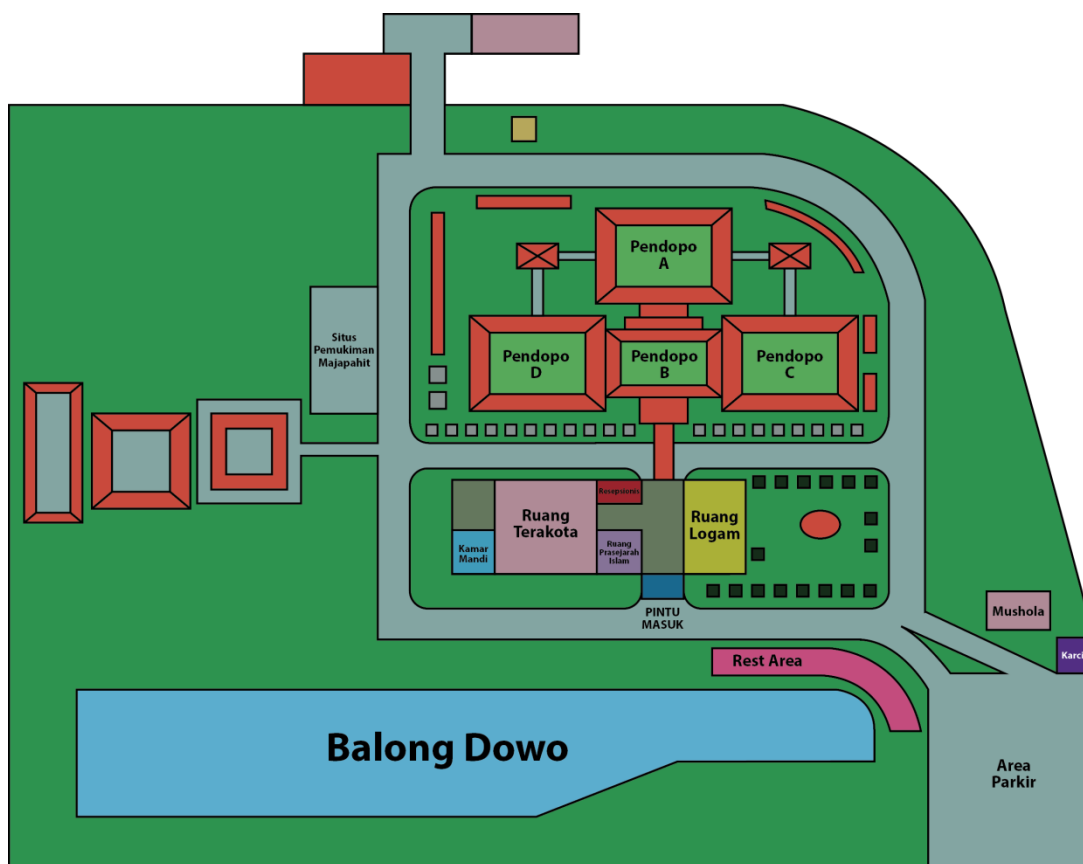 Pendopo
A
Situs
Pemukiman
Majapahit
Pendopo
D
Pendopo
B
Pendopo
C
Resepsionis
Ruang
Terakota
Ruang
Logam
Kamar
Mandi
Ruang
Prasejarah
Islam
PINTU
MASUK
Mushola
Karci
Rest Area
Balong Dowo
Area
Parkir